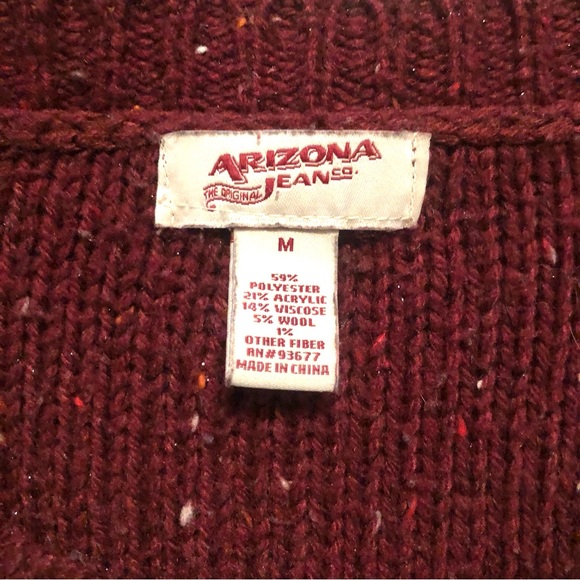 ARIZONA
THE ORIGINAL JEANS CO.
M
59%
POLYESTER
21% ACRYLIC
14% VISCOSE
5% WOOL
1%
OTHER FIBER
RN# 93677
MADE IN CHINA